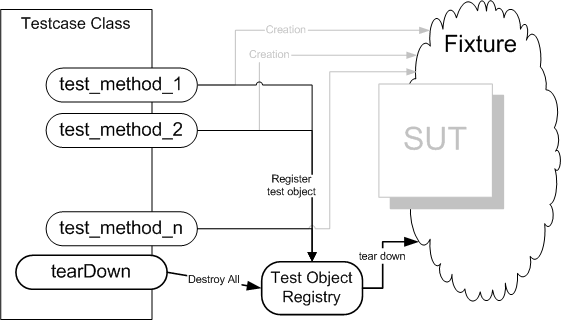 Testcase Class
Creation
Fixture
Creation
test_method_1
test_method_2
SUT
Register
test object
test_method_n
tear down
tearDown
Destroy All
Test Object
Registry